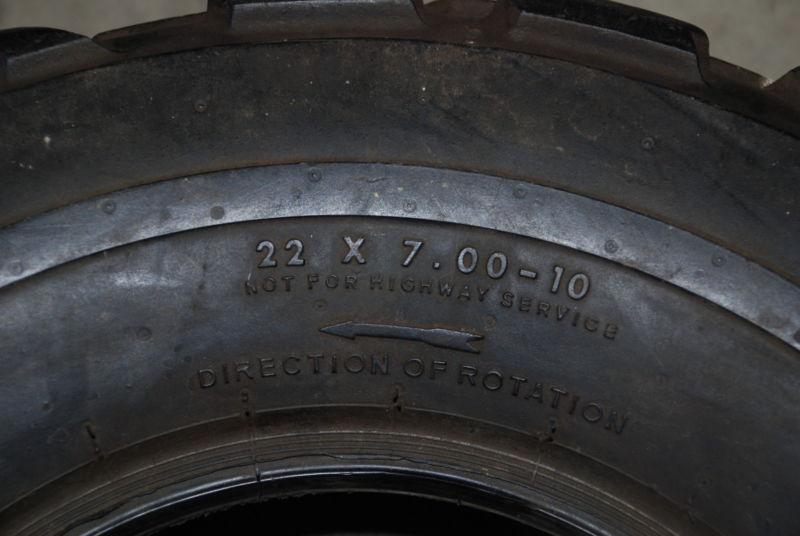 22 X 7.00-10
NOT FOR HIGHWAY SERVICE
DIRECTION OF ROTATION